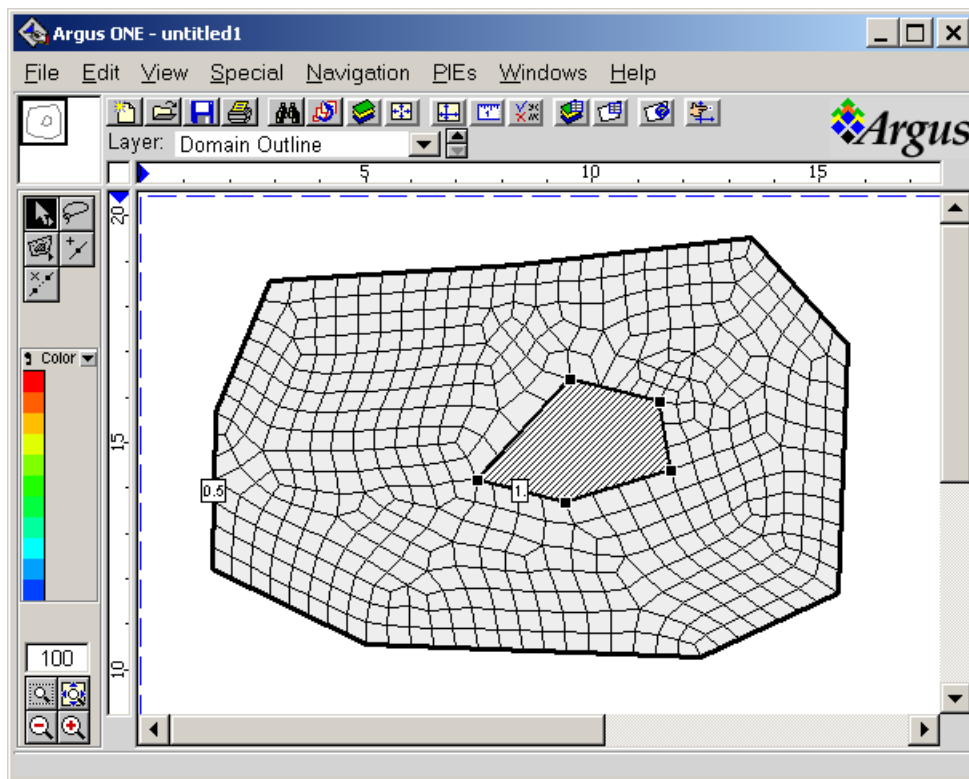 Argus ONE - untitled1
File Edit View Special Navigation PIEs Windows Help
Argus
Layer: Domain Outline
5 10 15
20
Color
15
0.5 1.
100
10